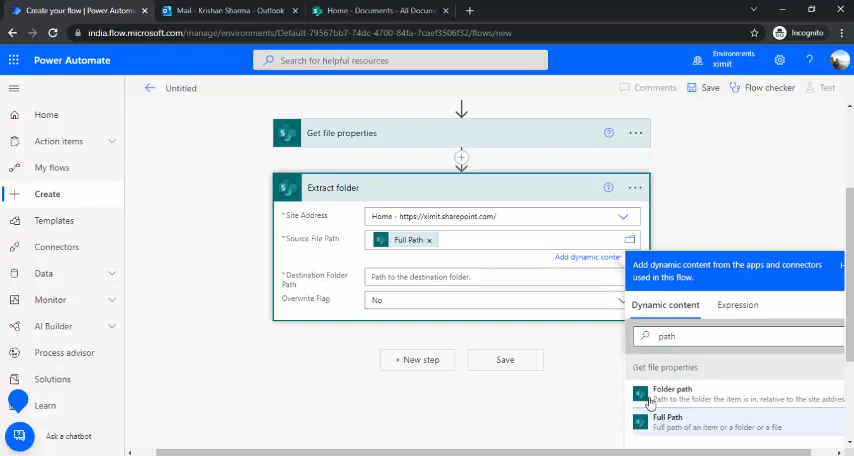 Create your flow | Power Automate
Mail - Krishan Sharma - Outlook
Home - Documents - All Docume
india.flow.microsoft.com/manage/environments/Default-79567bb7-74dc-4700-84fa-7caef3506f32/flows/new
Incognito
Power Automate
Search for helpful resources
Environments
ximit
Untitled
Comments
Save
Flow checker
Test
Home
Action items
My flows
Create
Templates
Connectors
Data
Monitor
AI Builder
Process advisor
Solutions
Learn
Ask a chatbot
Get file properties
Extract folder
* Site Address
Home - https://ximit.sharepoint.com/
* Source File Path
Full Path
Add dynamic conten
* Destination Folder Path
Path to the destination folder.
Overwrite Flag
No
+ New step
Save
Add dynamic content from the apps and connectors
used in this flow.
Dynamic content
Expression
path
Get file properties
Folder path
Path to the folder the item is in, relative to the site addres
Full Path
Full path of an item or a folder or a file